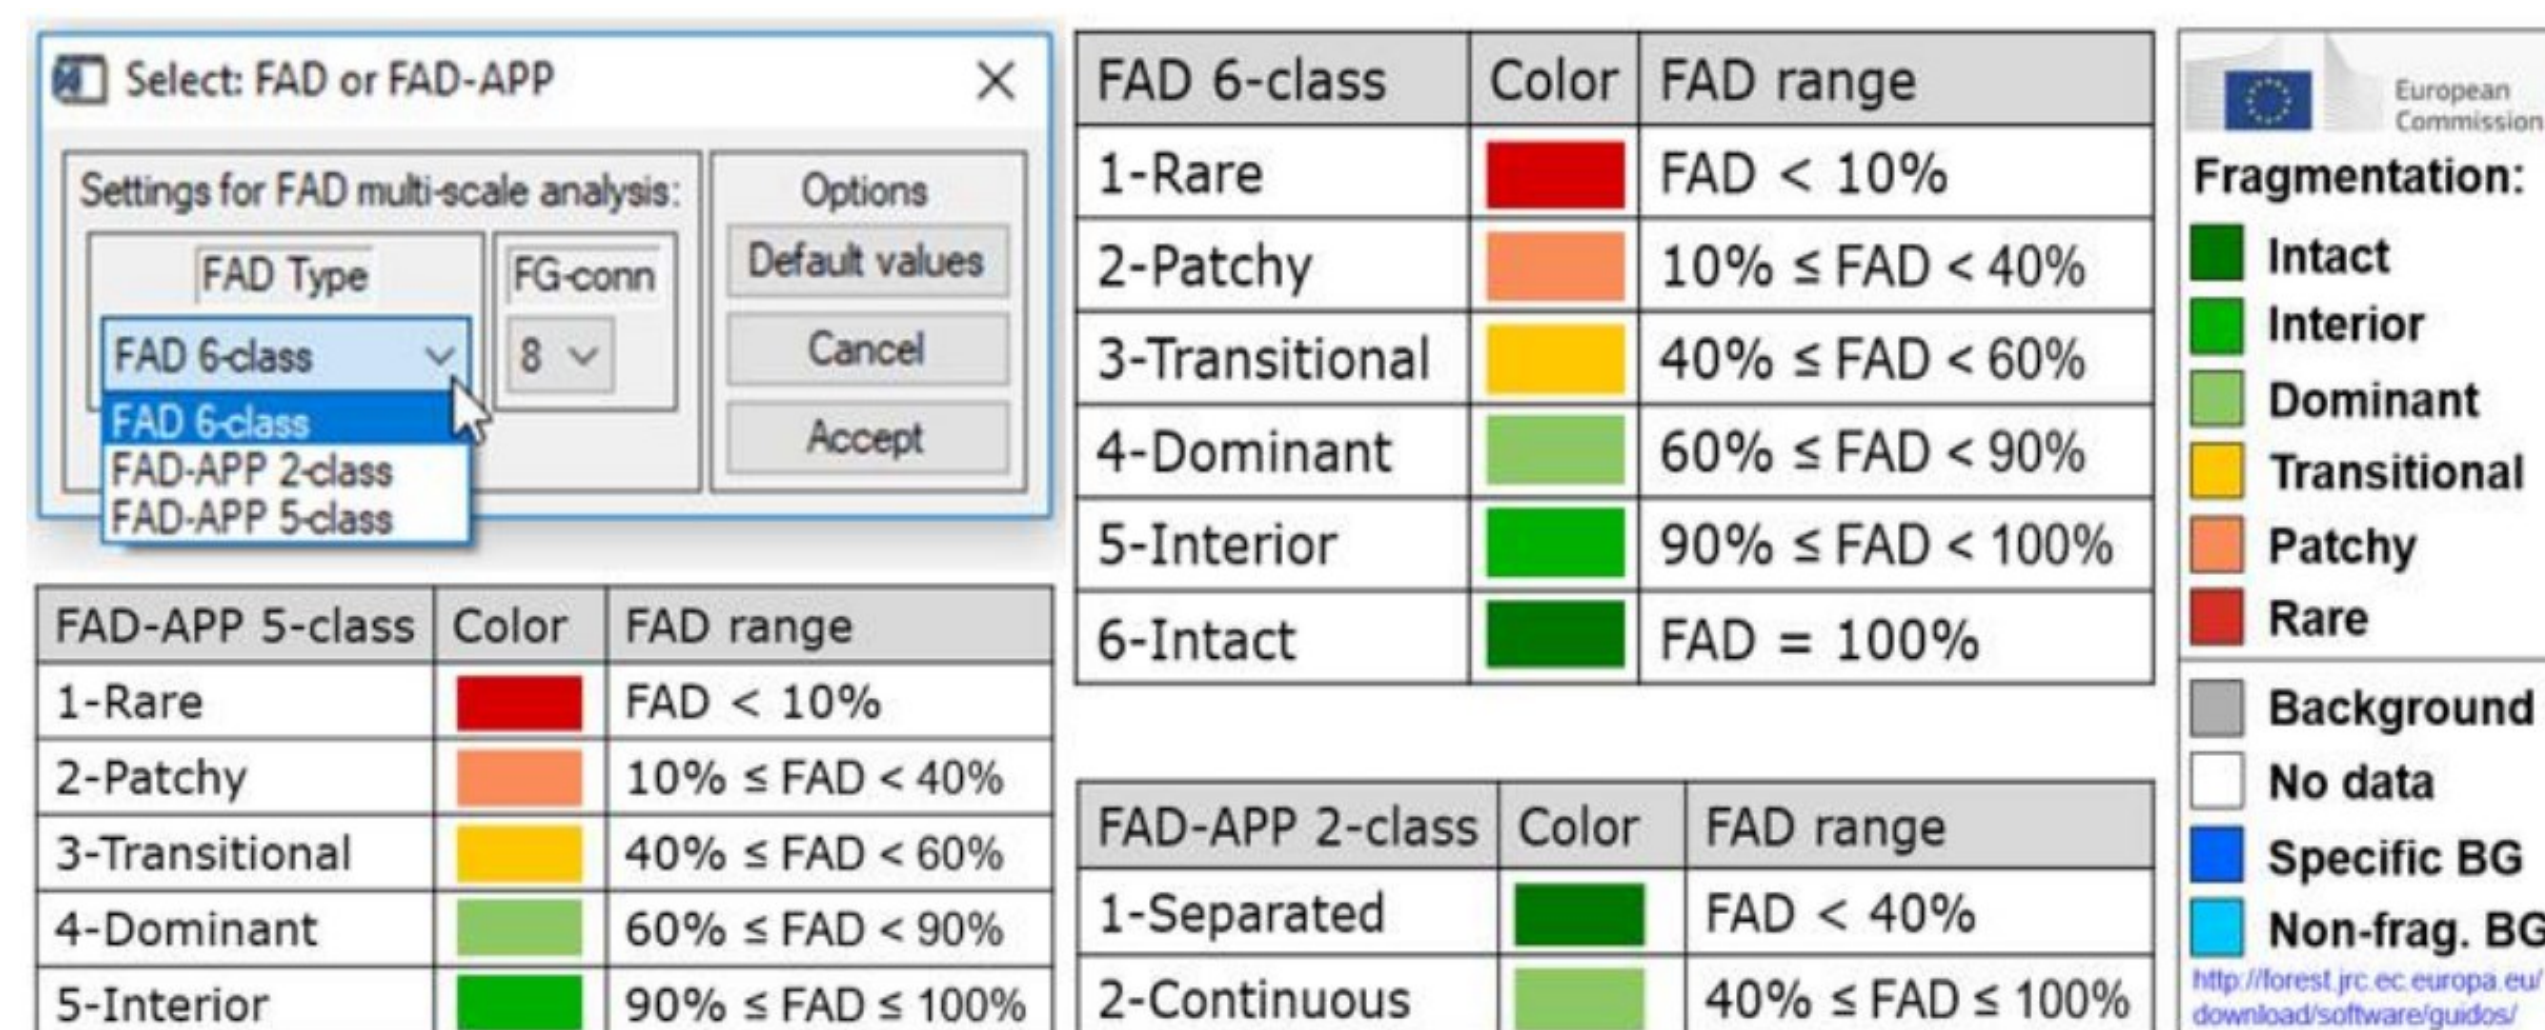 Select: FAD or FAD-APP
Settings for FAD multi-scale analysis:
FAD Type
FG-conn
FAD 6-class
8
FAD 6-class
FAD-APP 2-class
FAD-APP 5-class
Options
Default values
Cancel
Accept
FAD 6-class Color FAD range
1-Rare FAD < 10%
2-Patchy 10% ≤ FAD < 40%
3-Transitional 40% ≤ FAD < 60%
4-Dominant 60% ≤ FAD < 90%
5-Interior 90% ≤ FAD < 100%
6-Intact FAD = 100%
FAD-APP 5-class Color FAD range
1-Rare FAD < 10%
2-Patchy 10% ≤ FAD < 40%
3-Transitional 40% ≤ FAD < 60%
4-Dominant 60% ≤ FAD < 90%
5-Interior 90% ≤ FAD ≤ 100%
FAD-APP 2-class Color FAD range
1-Separated FAD < 40%
2-Continuous 40% ≤ FAD ≤ 100%
European
Commission
Fragmentation:
Intact
Interior
Dominant
Transitional
Patchy
Rare
Background
No data
Specific BG
Non-frag. BG
http://forest.jrc.ec.europa.eu/
download/software/guidos/